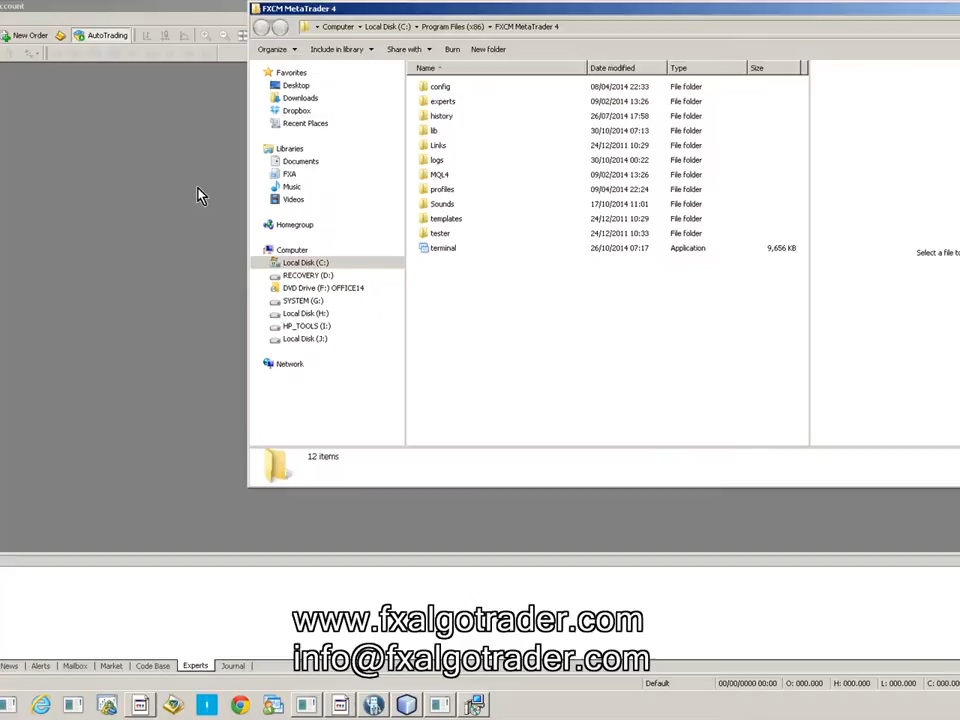 ccount
FXCM MetaTrader 4
New Order AutoTrading
Computer Local Disk (C:) Program Files (x86) FXCM MetaTrader 4
Organize Include in library Share with Burn New folder
Name Date modified Type Size
Favorites
Desktop
Downloads
Dropbox
Recent Places
Libraries
Documents
FXA
Music
Videos
Homegroup
Computer
Local Disk (C:)
RECOVERY (D:)
DVD Drive (F:) OFFICE14
SYSTEM (G:)
Local Disk (H:)
HP_TOOLS (I:)
Local Disk (J:)
Network
config 08/04/2014 22:33 File folder
experts 09/02/2014 13:26 File folder
history 26/07/2014 17:58 File folder
lib 30/10/2014 07:13 File folder
Links 24/12/2011 10:29 File folder
logs 30/10/2014 00:22 File folder
MQL4 09/02/2014 13:26 File folder
profiles 09/04/2014 22:24 File folder
Sounds 17/10/2014 11:01 File folder
templates 24/12/2011 10:29 File folder
tester 24/12/2011 10:33 File folder
terminal 26/10/2014 07:17 Application 9,656 KB
Select a file to
12 items
www.fxalgotrader.com
info@fxalgotrader.com
News Alerts Mailbox Market Code Base Experts Journal
Default 00/00/0000 00:00 O: 000.000 H: 000.000 L: 000.000 C: 000.